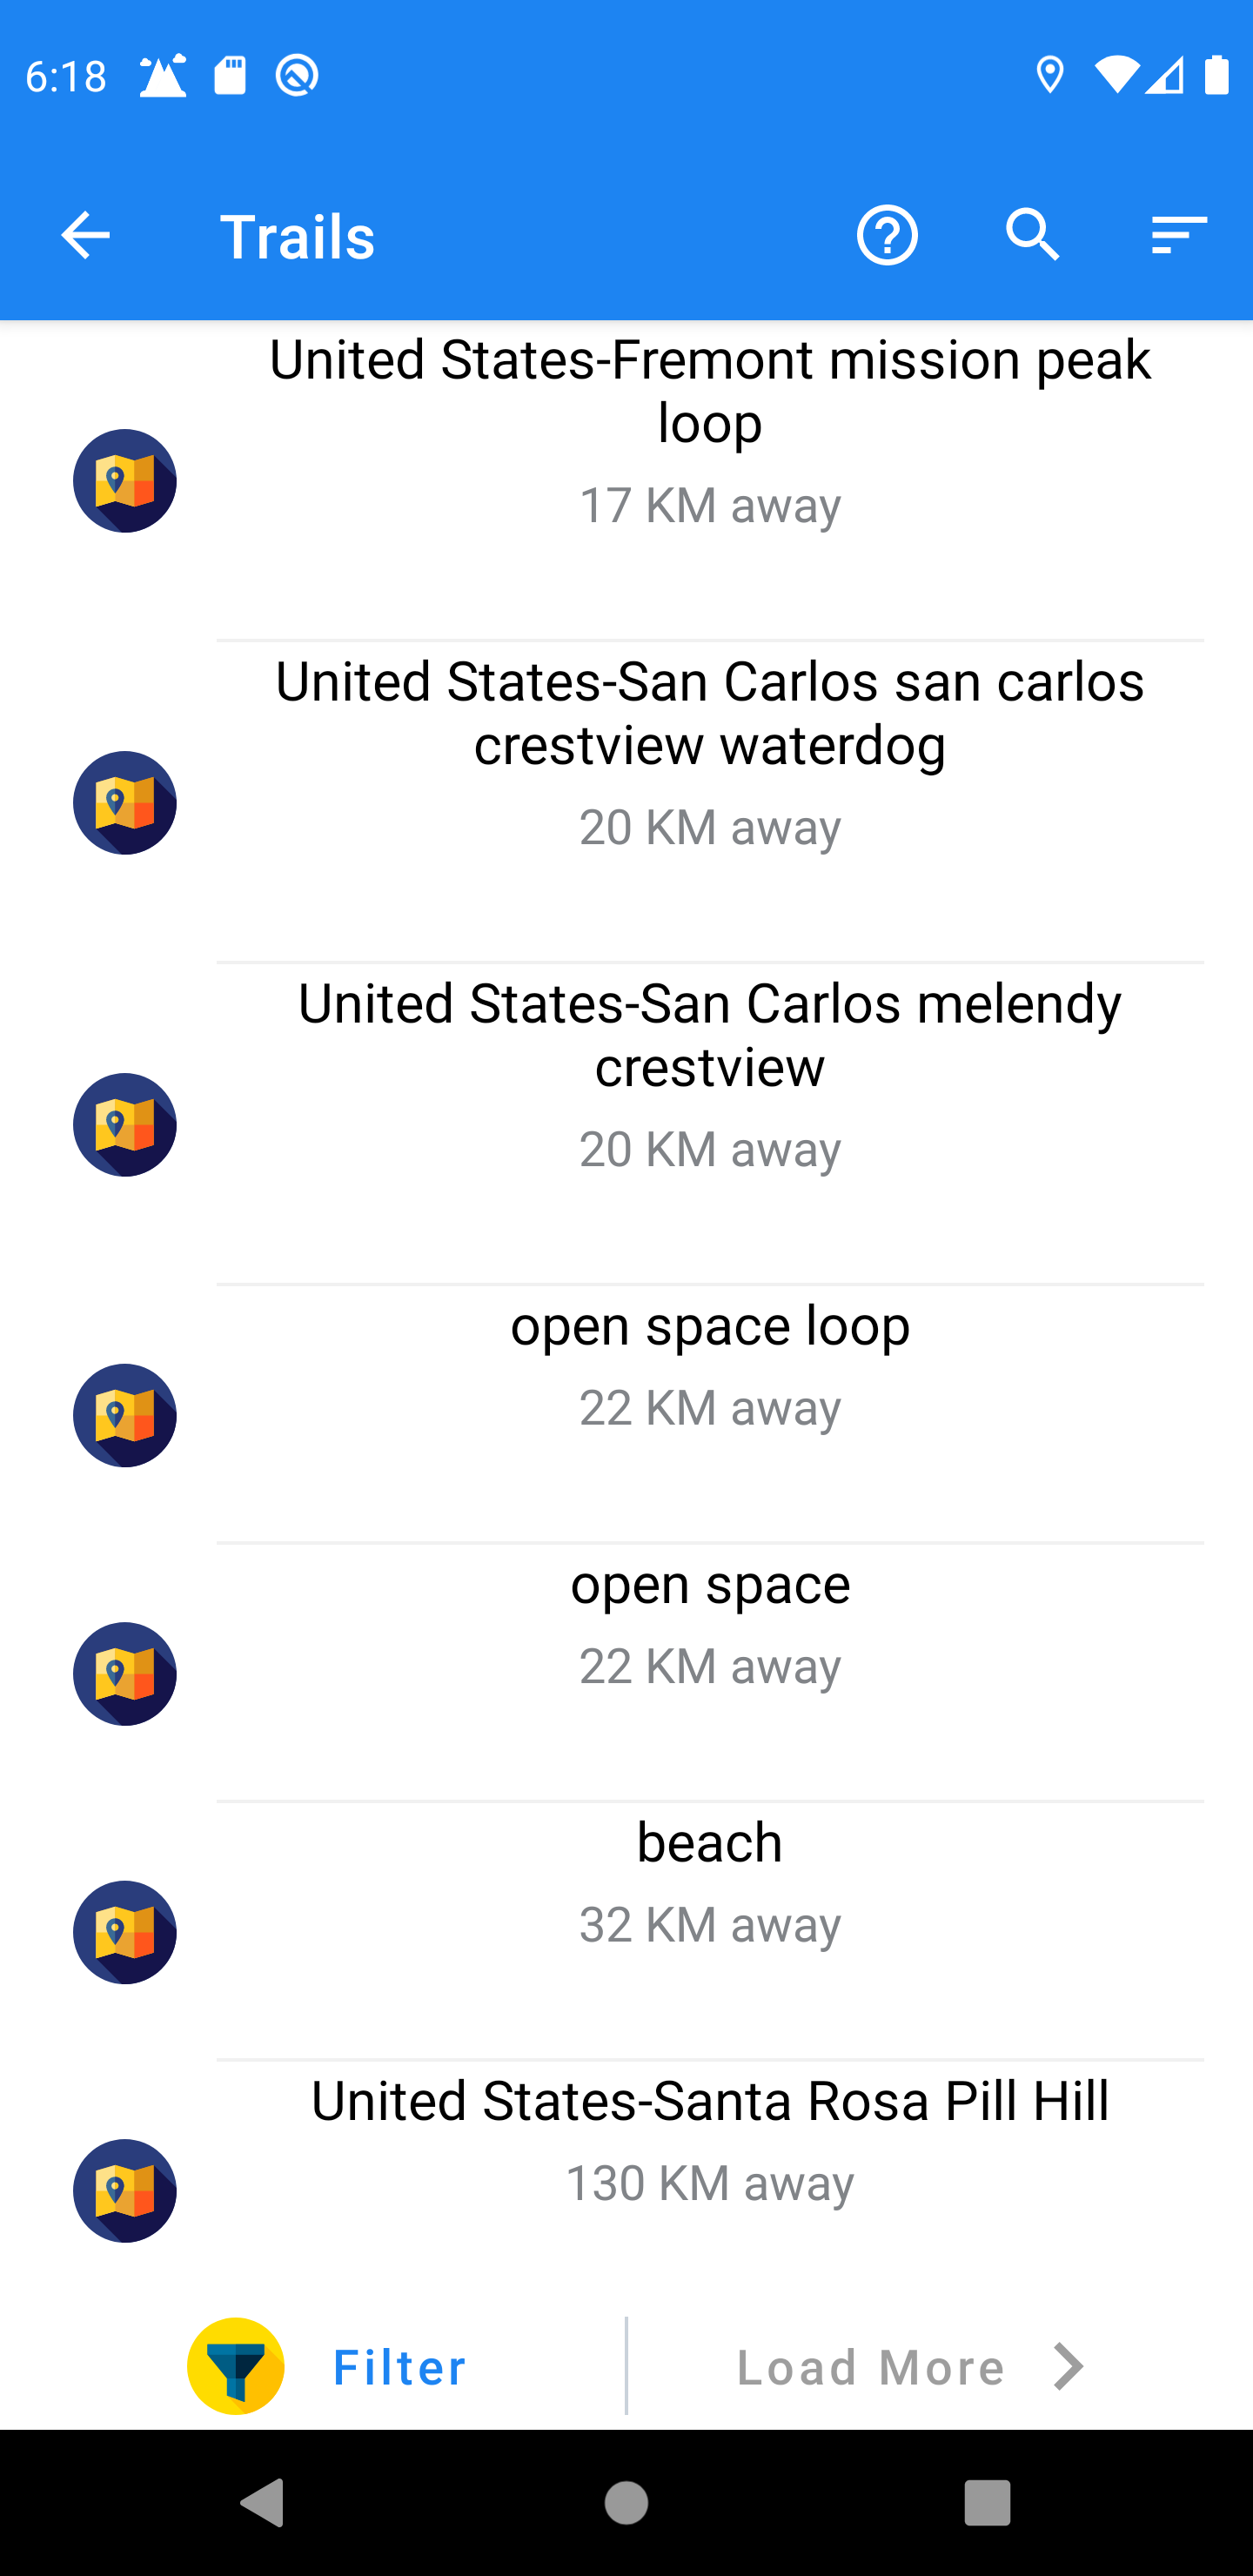 6:18
Trails
United States-Fremont mission peak
loop
17 KM away
United States-San Carlos san carlos
crestview waterdog
20 KM away
United States-San Carlos melendy
crestview
20 KM away
open space loop
22 KM away
open space
22 KM away
beach
32 KM away
United States-Santa Rosa Pill Hill
130 KM away
Filter
Load More